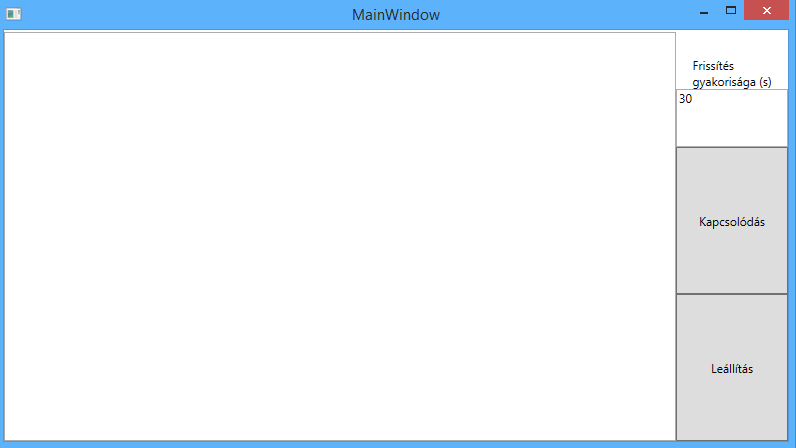 MainWindow
Frissítés
gyakorisága (s)
30
Kapcsolódás
Leállítás